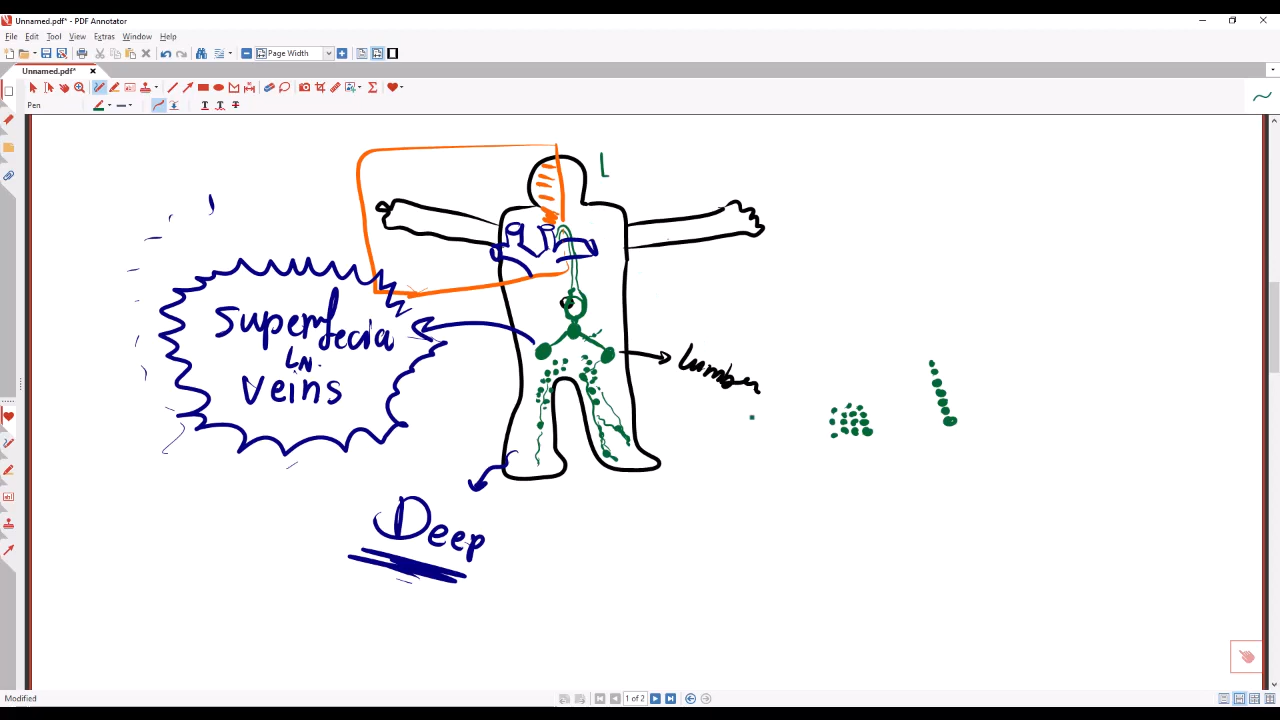 Unnamed.pdf* - PDF Annotator
File Edit Tool View Extras Window Help
Page Width
Unnamed.pdf*
Pen
L
Superfecial
LN.
Veins
lumber
Deep
Modified
1 of 2